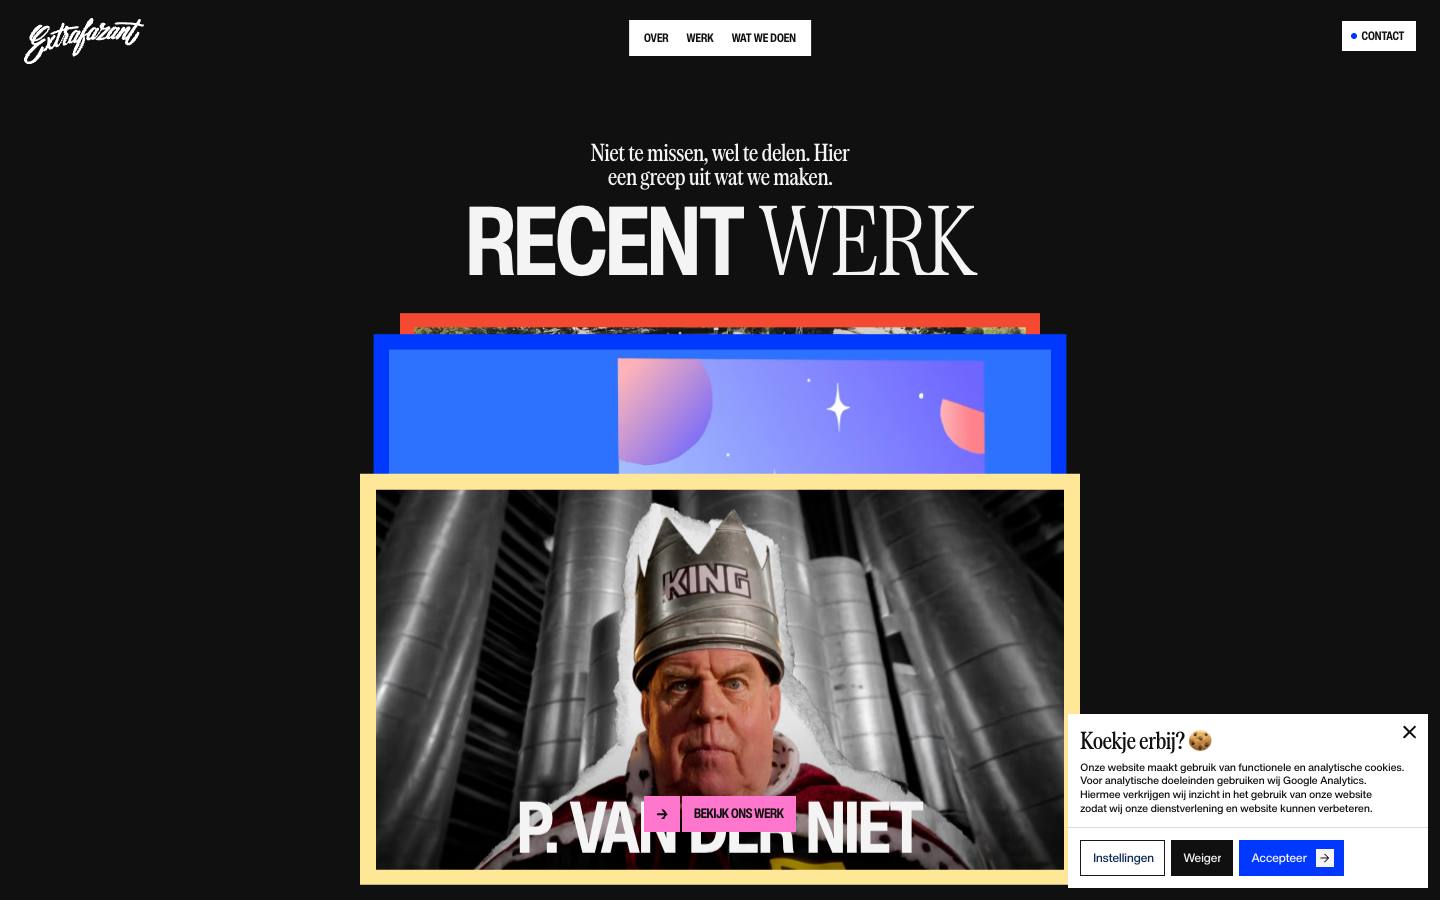 Extrafazant
OVER WERK WAT WE DOEN
CONTACT
Niet te missen, wel te delen. Hier
een greep uit wat we maken.
RECENT WERK
KING
P. VAN DER NIET
→ BEKIJK ONS WERK
Koekje erbij? 🍪
Onze website maakt gebruik van functionele en analytische cookies.
Voor analytische doeleinden gebruiken wij Google Analytics.
Hiermee verkrijgen wij inzicht in het gebruik van onze website
zodat wij onze dienstverlening en website kunnen verbeteren.
Instellingen Weiger Accepteer →